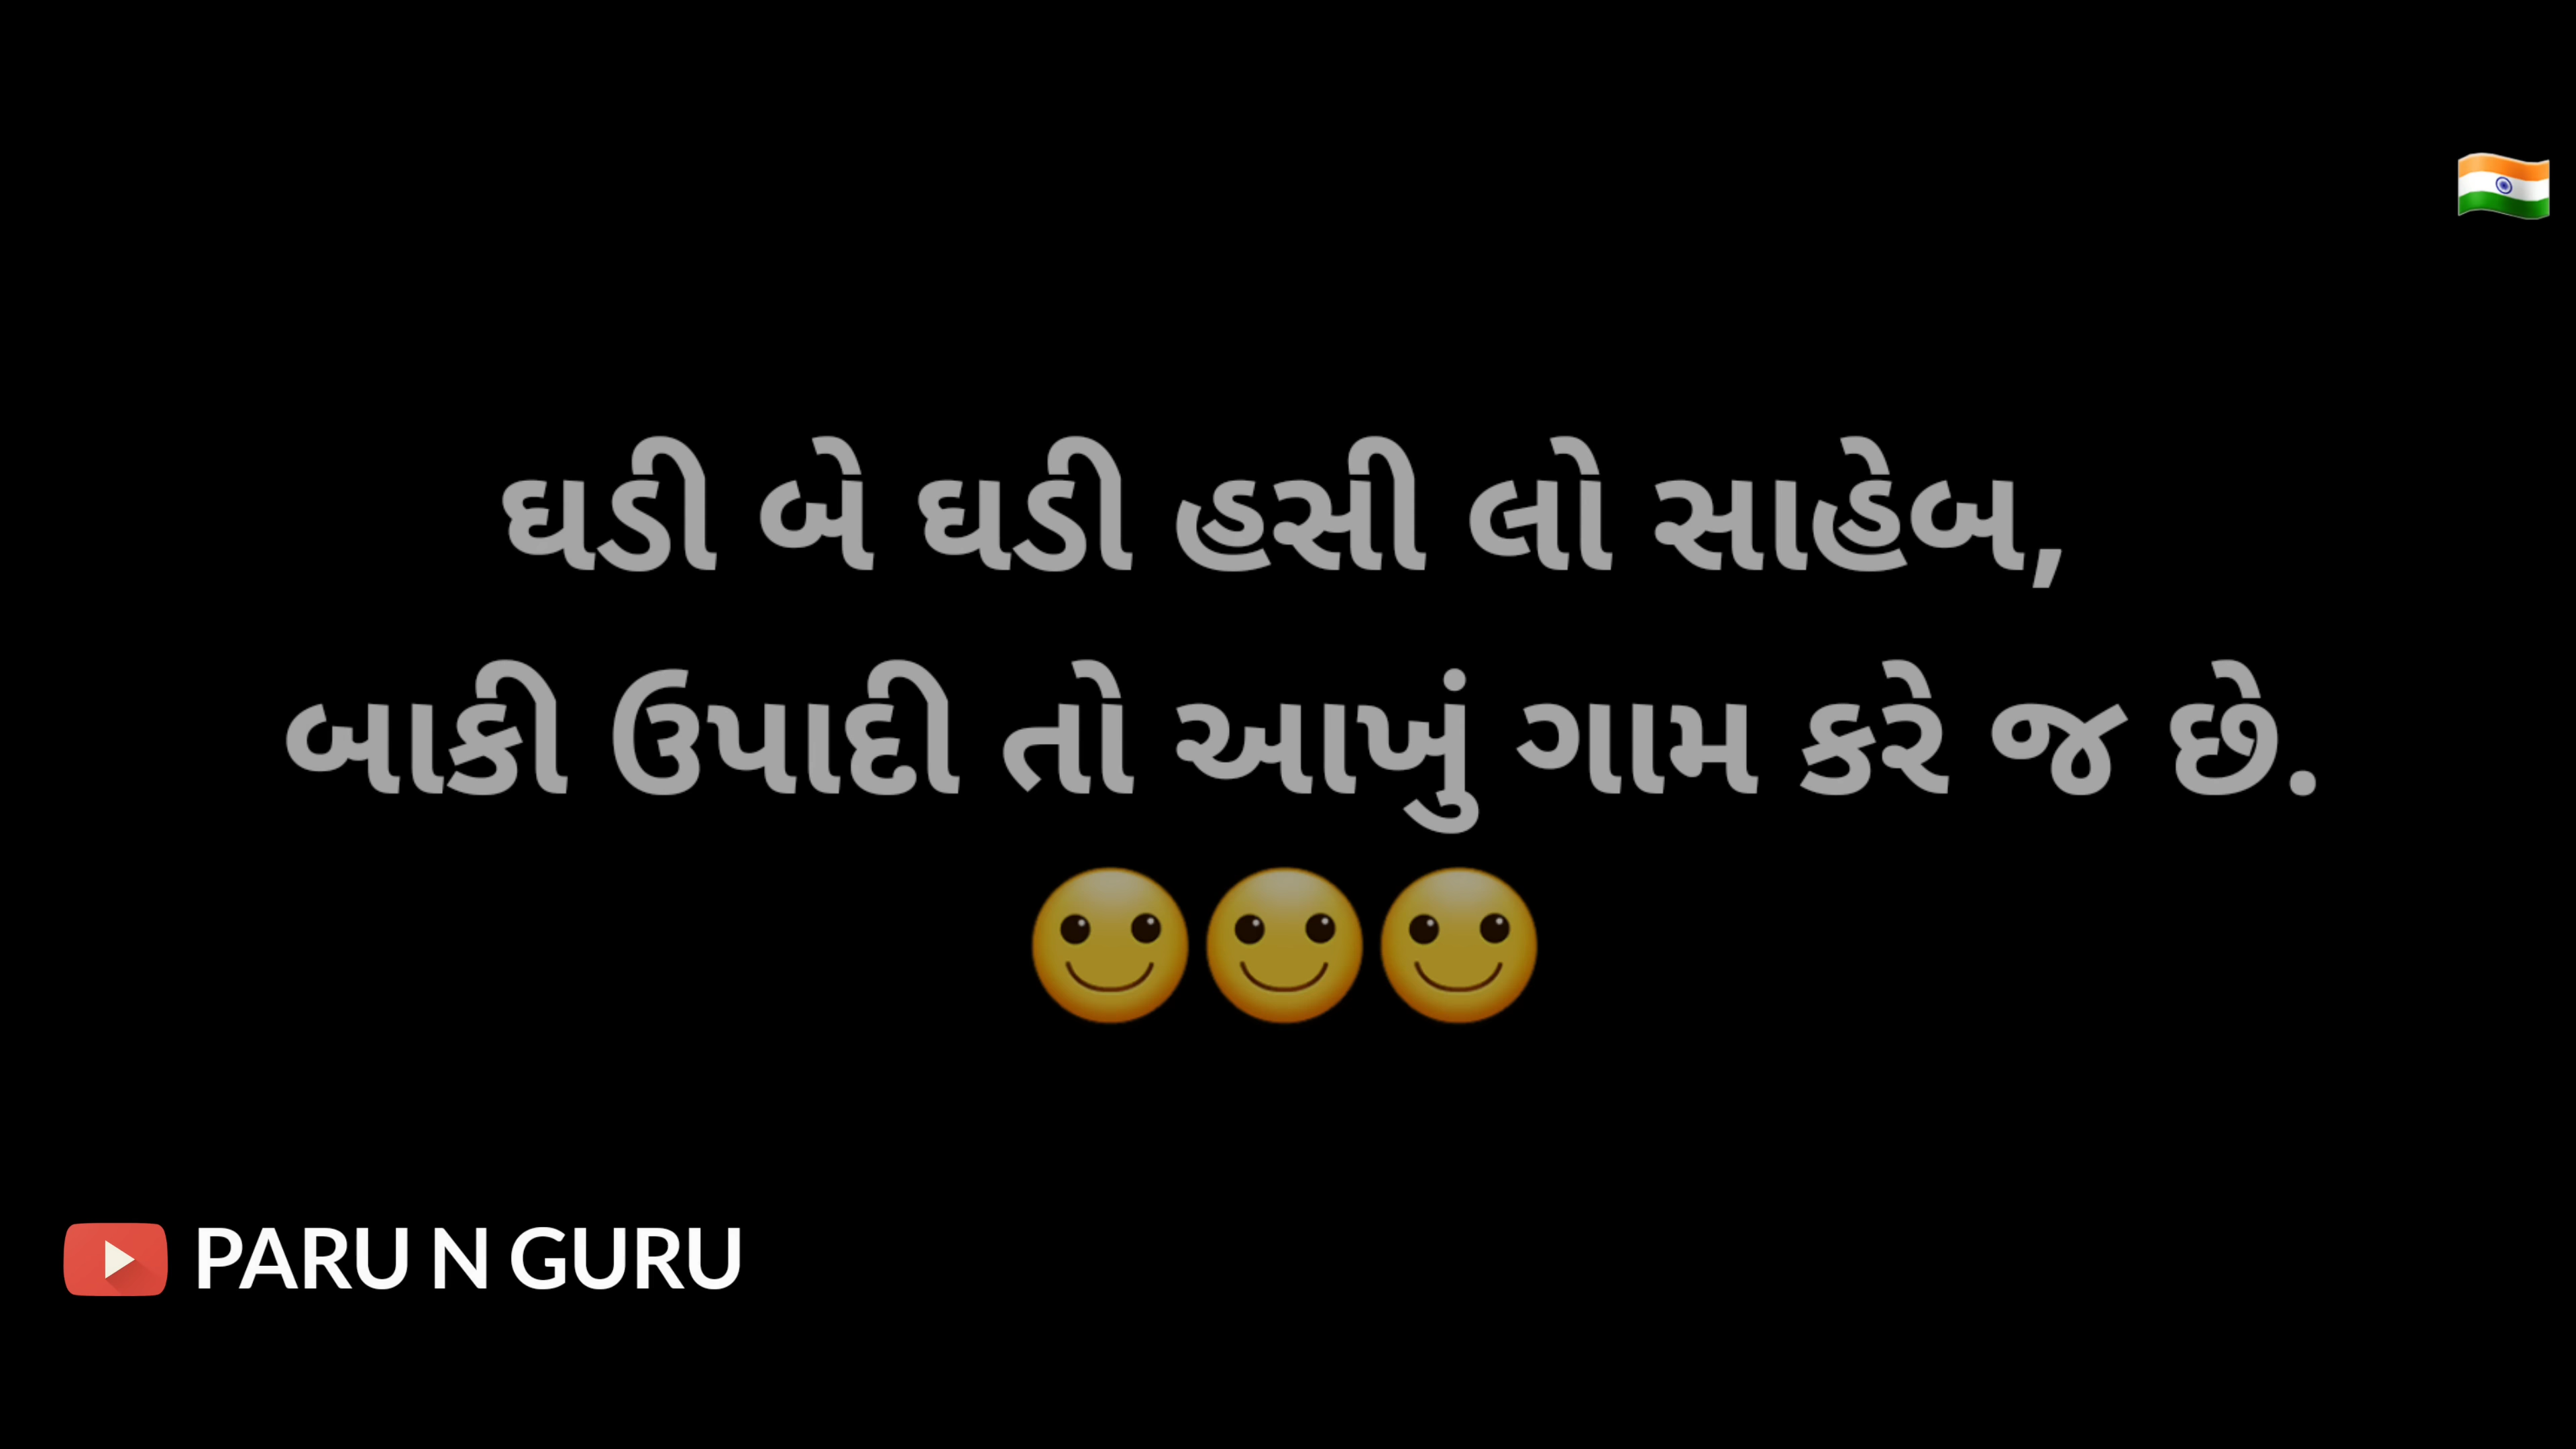 ઘડી બે ઘડી હસી લો સાહેબ,
બાકી ઉપાદી તો આખું ગામ કરે જ છે.
🙂🙂🙂
PARU N GURU